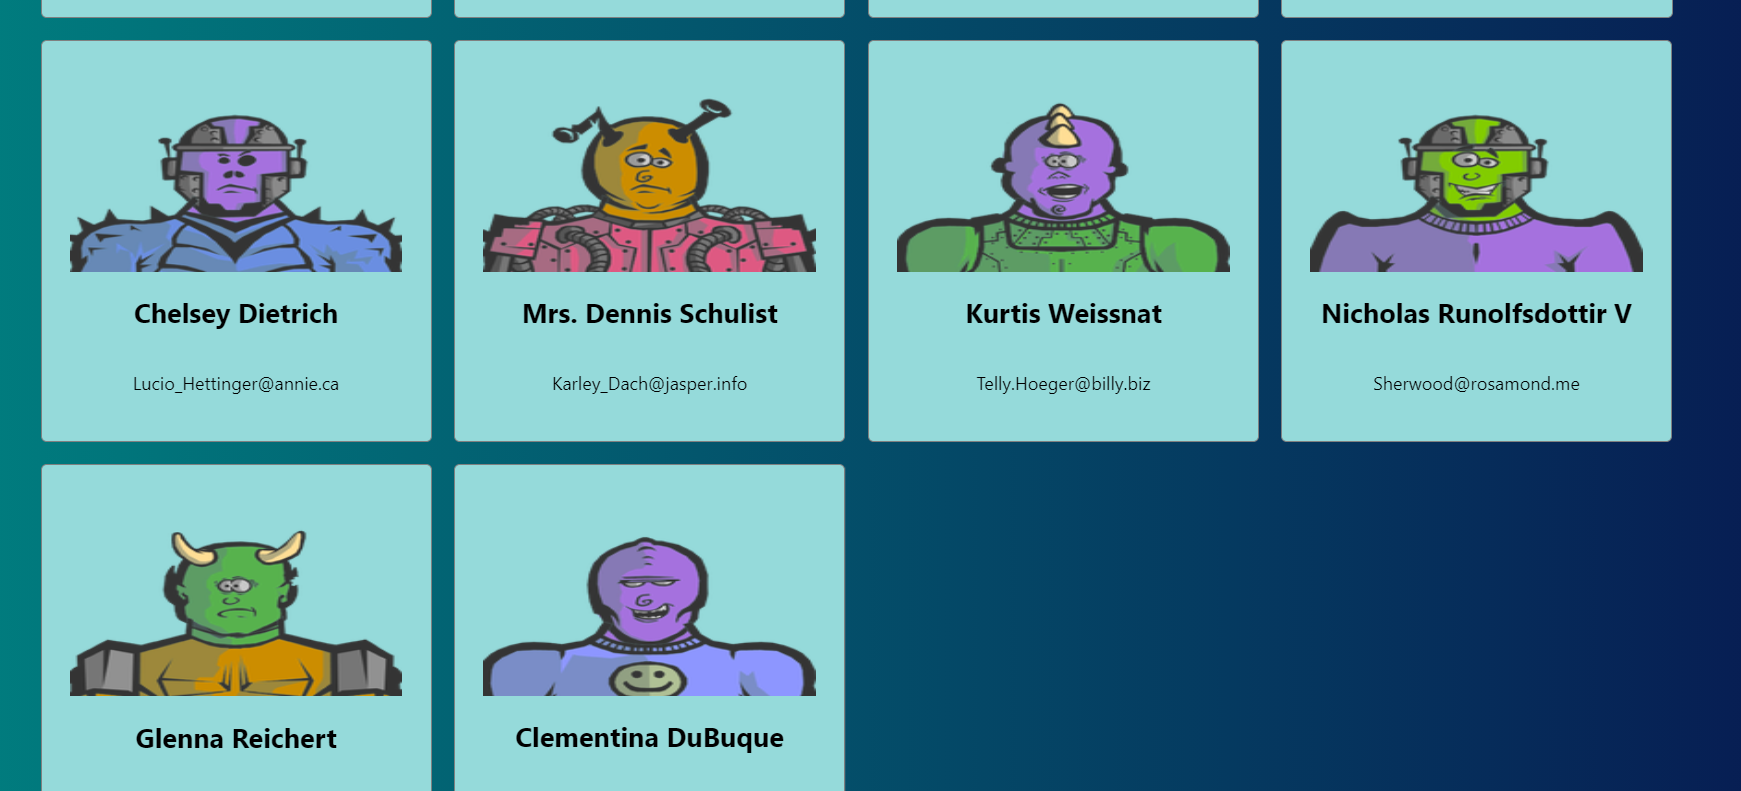 Chelsey Dietrich
Mrs. Dennis Schulist
Kurtis Weissnat
Nicholas Runolfsdottir V
Lucio_Hettinger@annie.ca
Karley_Dach@jasper.info
Telly.Hoeger@billy.biz
Sherwood@rosamond.me
Glenna Reichert
Clementina DuBuque